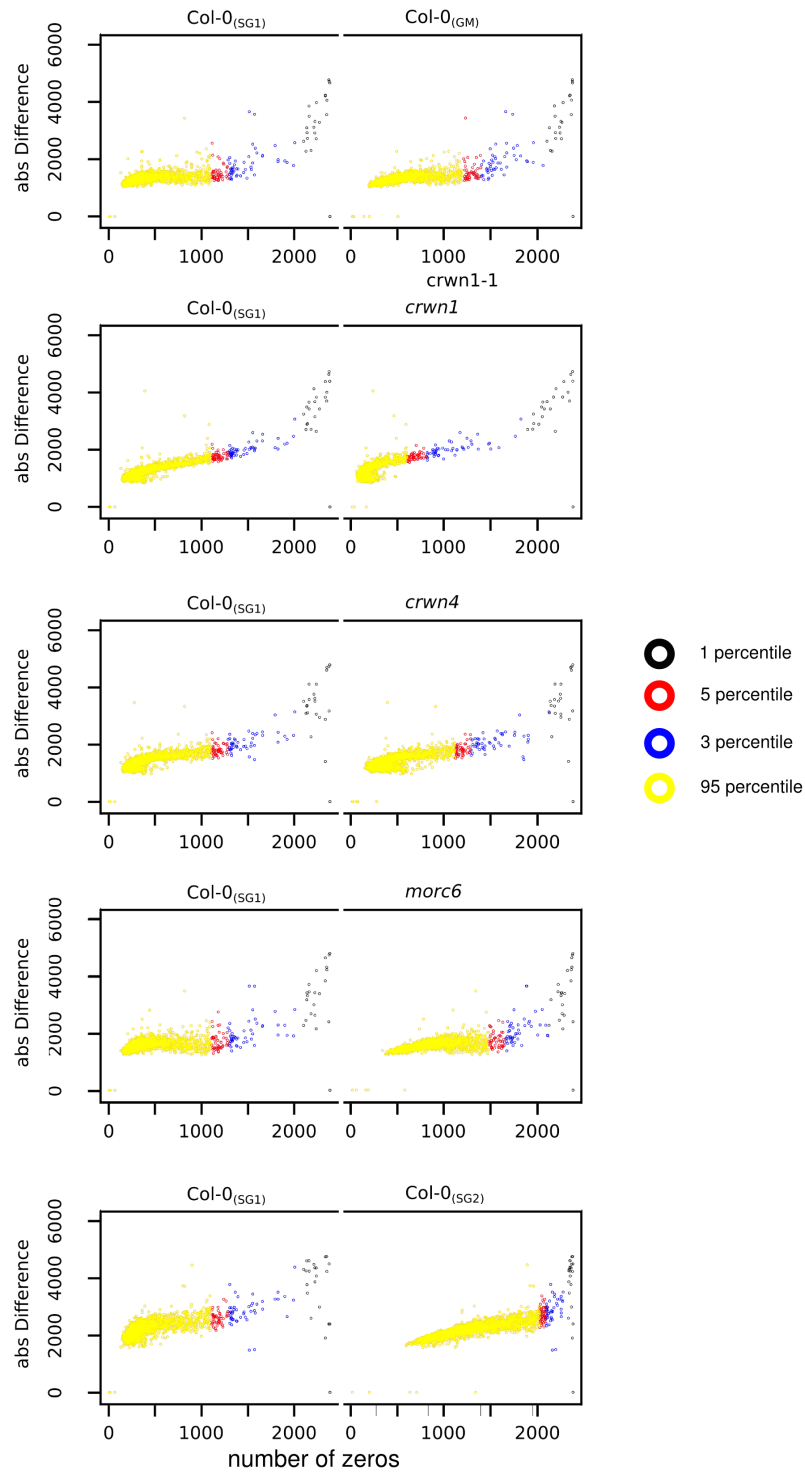 Col-0(SG1) Col-0(GM)
abs Difference
6000
4000
2000
0
0 1000 2000 0 1000 2000
crwn1-1
Col-0(SG1) crwn1
abs Difference
6000
4000
2000
0
0 1000 2000 0 1000 2000
Col-0(SG1) crwn4
abs Difference
6000
4000
2000
0
0 1000 2000 0 1000 2000
1 percentile
5 percentile
3 percentile
95 percentile
Col-0(SG1) morc6
abs Difference
6000
4000
2000
0
0 1000 2000 0 1000 2000
Col-0(SG1) Col-0(SG2)
abs Difference
6000
4000
2000
0
0 1000 2000 0 1000 2000
number of zeros